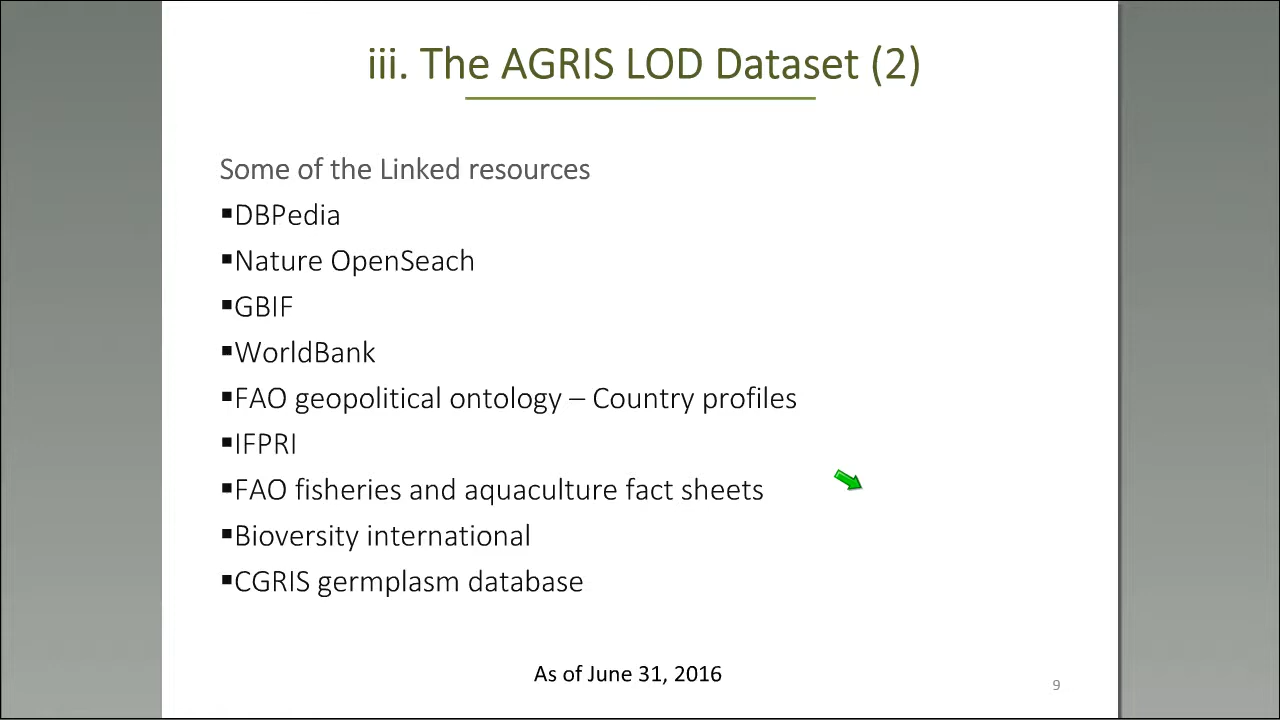 iii. The AGRIS LOD Dataset (2)
Some of the Linked resources
▪DBPedia
▪Nature OpenSeach
▪GBIF
▪WorldBank
▪FAO geopolitical ontology – Country profiles
▪IFPRI
▪FAO fisheries and aquaculture fact sheets
▪Bioversity international
▪CGRIS germplasm database
As of June 31, 2016
9